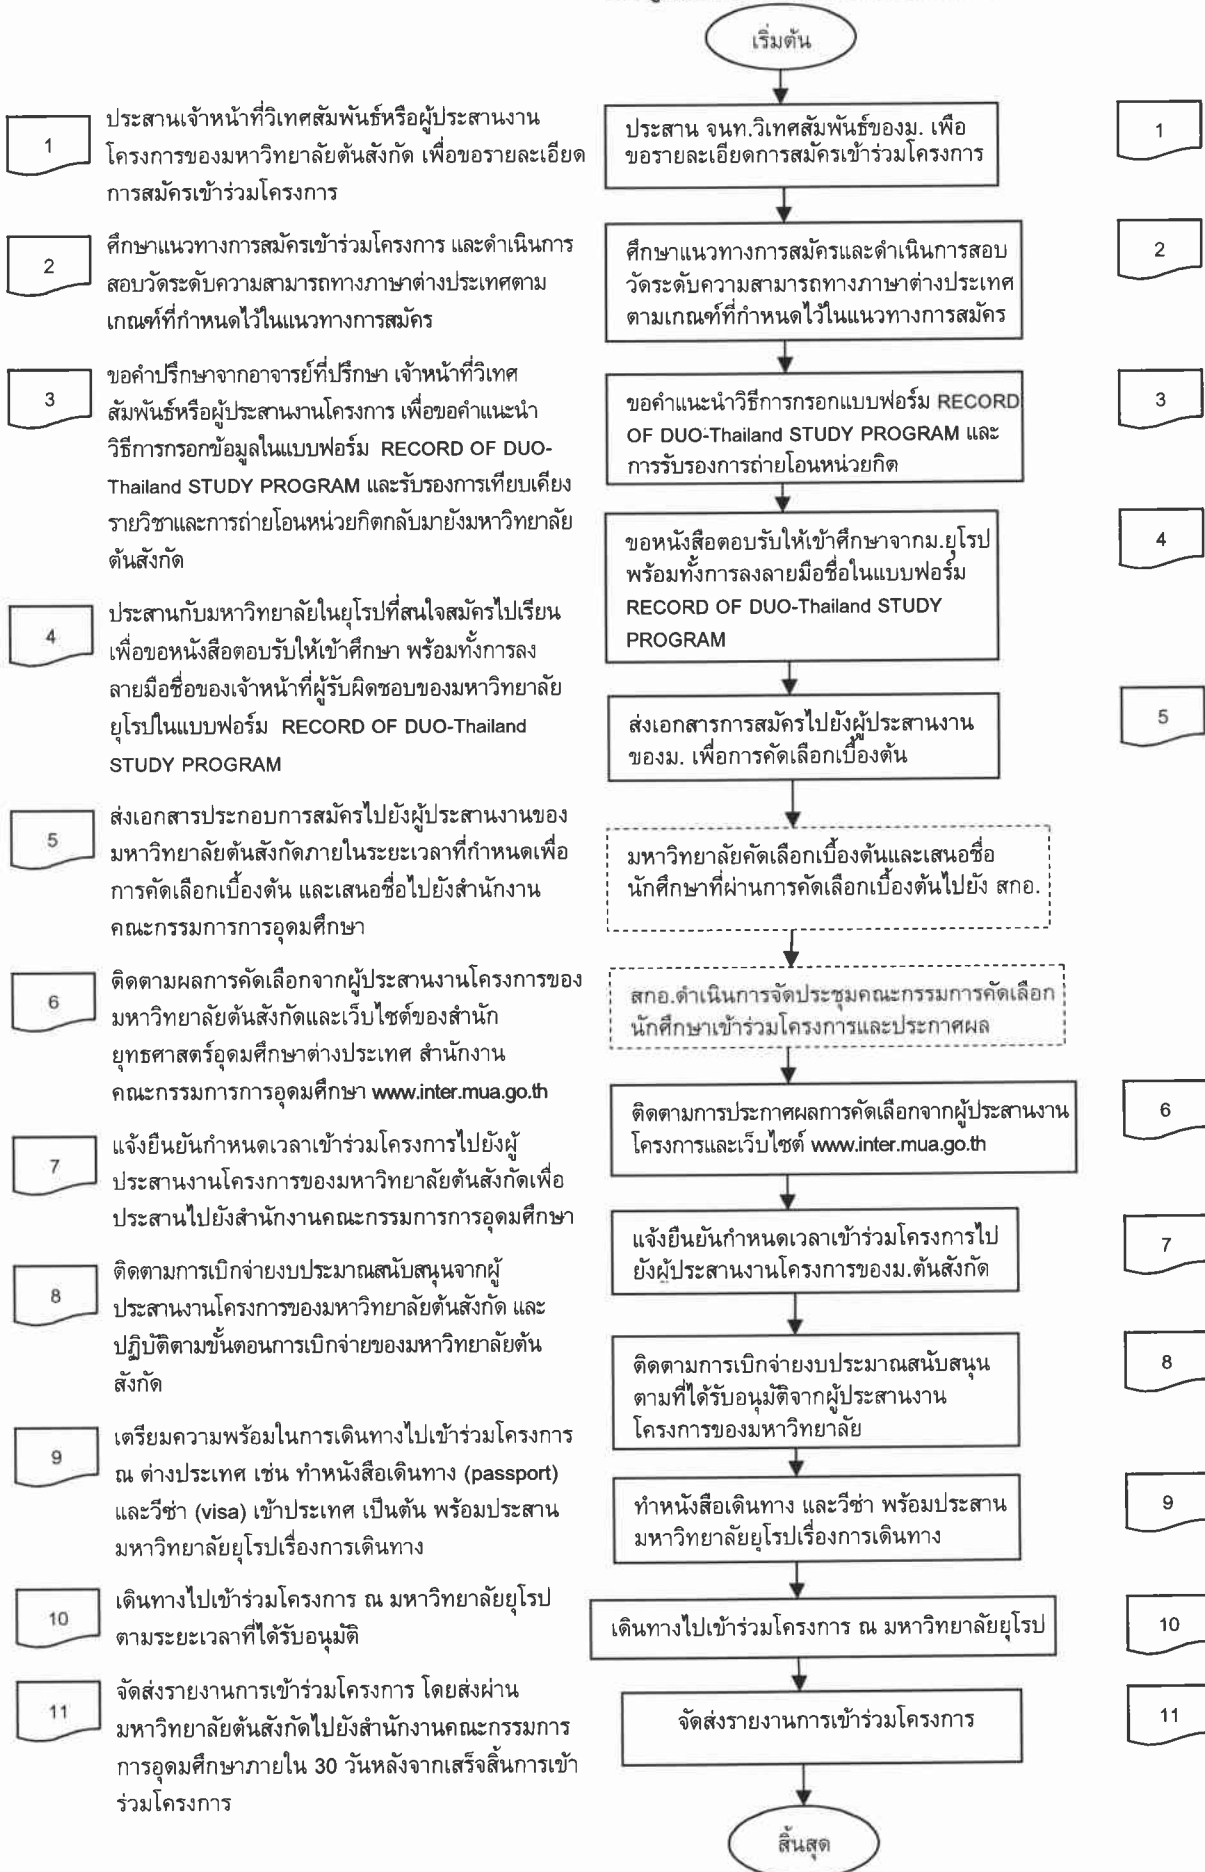 เริ่มต้น
1
ประสานเจ้าหน้าที่วิเทศสัมพันธ์หรือผู้ประสานงาน
โครงการของมหาวิทยาลัยต้นสังกัด เพื่อขอรายละเอียด
การสมัครเข้าร่วมโครงการ
2
ศึกษาแนวทางการสมัครเข้าร่วมโครงการ และดำเนินการ
สอบวัดระดับความสามารถทางภาษาต่างประเทศตาม
เกณฑ์ที่กำหนดไว้ในแนวทางการสมัคร
3
ขอคำปรึกษาจากอาจารย์ที่ปรึกษา เจ้าหน้าที่วิเทศ
สัมพันธ์หรือผู้ประสานงานโครงการ เพื่อขอคำแนะนำ
วิธีการกรอกข้อมูลในแบบฟอร์ม RECORD OF DUO-
Thailand STUDY PROGRAM และรับรองการเทียบเคียง
รายวิชาและการถ่ายโอนหน่วยกิตกลับมายังมหาวิทยาลัย
ต้นสังกัด
4
ประสานกับมหาวิทยาลัยในยุโรปที่สนใจสมัครไปเรียน
เพื่อขอหนังสือตอบรับให้เข้าศึกษา พร้อมทั้งการลง
ลายมือชื่อของเจ้าหน้าที่ผู้รับผิดชอบของมหาวิทยาลัย
ยุโรปในแบบฟอร์ม RECORD OF DUO-Thailand
STUDY PROGRAM
5
ส่งเอกสารประกอบการสมัครไปยังผู้ประสานงานของ
มหาวิทยาลัยต้นสังกัดภายในระยะเวลาที่กำหนดเพื่อ
การคัดเลือกเบื้องต้น และเสนอชื่อไปยังสำนักงาน
คณะกรรมการการอุดมศึกษา
6
ติดตามผลการคัดเลือกจากผู้ประสานงานโครงการของ
มหาวิทยาลัยต้นสังกัดและเว็บไซต์ของสำนัก
ยุทธศาสตร์อุดมศึกษาต่างประเทศ สำนักงาน
คณะกรรมการการอุดมศึกษา www.inter.mua.go.th
7
แจ้งยืนยันกำหนดเวลาเข้าร่วมโครงการไปยังผู้
ประสานงานโครงการของมหาวิทยาลัยต้นสังกัดเพื่อ
ประสานไปยังสำนักงานคณะกรรมการการอุดมศึกษา
8
ติดตามการเบิกจ่ายงบประมาณสนับสนุนจากผู้
ประสานงานโครงการของมหาวิทยาลัยต้นสังกัด และ
ปฏิบัติตามขั้นตอนการเบิกจ่ายของมหาวิทยาลัยต้น
สังกัด
9
เตรียมความพร้อมในการเดินทางไปเข้าร่วมโครงการ
ณ ต่างประเทศ เช่น ทำหนังสือเดินทาง (passport)
และวีซ่า (visa) เข้าประเทศ เป็นต้น พร้อมประสาน
มหาวิทยาลัยยุโรปเรื่องการเดินทาง
10
เดินทางไปเข้าร่วมโครงการ ณ มหาวิทยาลัยยุโรป
ตามระยะเวลาที่ได้รับอนุมัติ
11
จัดส่งรายงานการเข้าร่วมโครงการ โดยส่งผ่าน
มหาวิทยาลัยต้นสังกัดไปยังสำนักงานคณะกรรมการ
การอุดมศึกษาภายใน 30 วันหลังจากเสร็จสิ้นการเข้า
ร่วมโครงการ
ประสาน จนท.วิเทศสัมพันธ์ของม. เพื่อ
ขอรายละเอียดการสมัครเข้าร่วมโครงการ
1
ศึกษาแนวทางการสมัครและดำเนินการสอบ
วัดระดับความสามารถทางภาษาต่างประเทศ
ตามเกณฑ์ที่กำหนดไว้ในแนวทางการสมัคร
2
ขอคำแนะนำวิธีการกรอกแบบฟอร์ม RECORD
OF DUO-Thailand STUDY PROGRAM และ
การรับรองการถ่ายโอนหน่วยกิต
3
ขอหนังสือตอบรับให้เข้าศึกษาจากม.ยุโรป
พร้อมทั้งการลงลายมือชื่อในแบบฟอร์ม
RECORD OF DUO-Thailand STUDY
PROGRAM
4
ส่งเอกสารการสมัครไปยังผู้ประสานงาน
ของม. เพื่อการคัดเลือกเบื้องต้น
5
มหาวิทยาลัยคัดเลือกเบื้องต้นและเสนอชื่อ
นักศึกษาที่ผ่านการคัดเลือกเบื้องต้นไปยัง สกอ.
สกอ.ดำเนินการจัดประชุมคณะกรรมการคัดเลือก
นักศึกษาเข้าร่วมโครงการและประกาศผล
ติดตามการประกาศผลการคัดเลือกจากผู้ประสานงาน
โครงการและเว็บไซต์ www.inter.mua.go.th
6
แจ้งยืนยันกำหนดเวลาเข้าร่วมโครงการไป
ยังผู้ประสานงานโครงการของม.ต้นสังกัด
7
ติดตามการเบิกจ่ายงบประมาณสนับสนุน
ตามที่ได้รับอนุมัติจากผู้ประสานงาน
โครงการของมหาวิทยาลัย
8
ทำหนังสือเดินทาง และวีซ่า พร้อมประสาน
มหาวิทยาลัยยุโรปเรื่องการเดินทาง
9
เดินทางไปเข้าร่วมโครงการ ณ มหาวิทยาลัยยุโรป
10
จัดส่งรายงานการเข้าร่วมโครงการ
11
สิ้นสุด